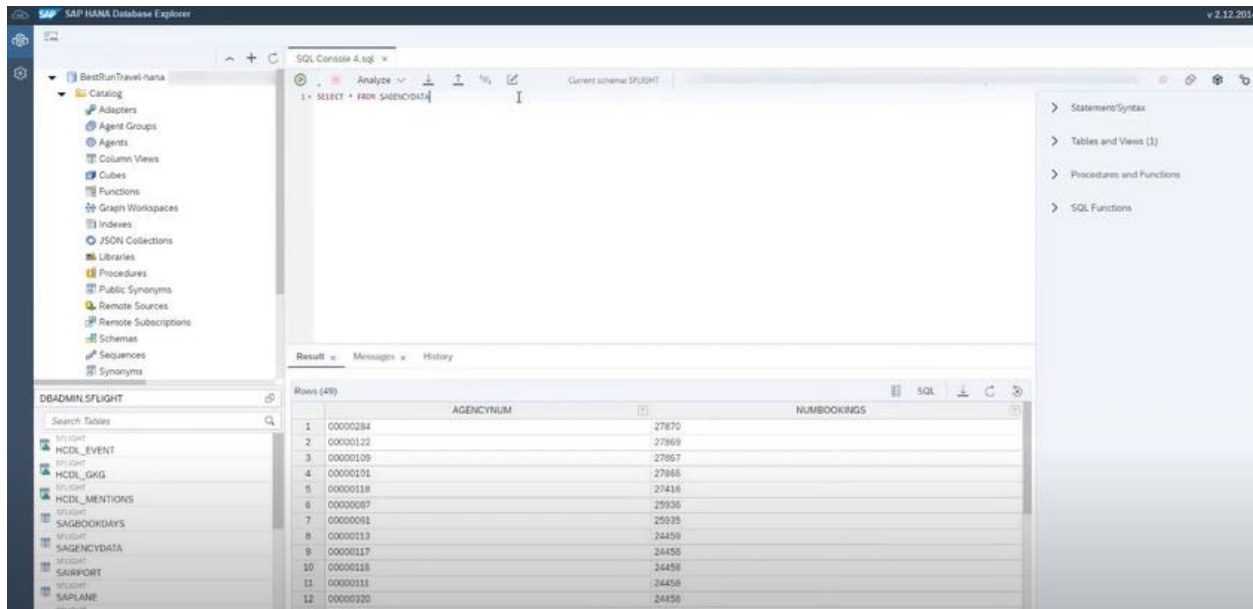 SAP SAP HANA Database Explorer
v 2.12.201
SQL Console 4.sql ×
BestRunTravel-hana
Catalog
Adapters
Agent Groups
Agents
Column Views
Cubes
Functions
Graph Workspaces
Indexes
JSON Collections
Libraries
Procedures
Public Synonyms
Remote Sources
Remote Subscriptions
Schemas
Sequences
Synonyms
DBADMIN.SFLIGHT
Search Tables
SFLIGHT
HCDL_EVENT
SFLIGHT
HCDL_GKG
SFLIGHT
HCDL_MENTIONS
SFLIGHT
SAGBOOKDAYS
SFLIGHT
SAGENCYDATA
SFLIGHT
SAIRPORT
SFLIGHT
SAPLANE
Analyze
Current schema: SFLIGHT
1 SELECT * FROM SAGENCYDATA
Statement/Syntax
Tables and Views (1)
Procedures and Functions
SQL Functions
Result × Messages × History
Rows (49) SQL
AGENCYNUM NUMBOOKINGS
1 00000284 27870
2 00000122 27869
3 00000109 27867
4 00000101 27866
5 00000118 27416
6 00000087 25936
7 00000061 25935
8 00000113 24459
9 00000117 24458
10 00000115 24458
11 00000111 24458
12 00000320 24458